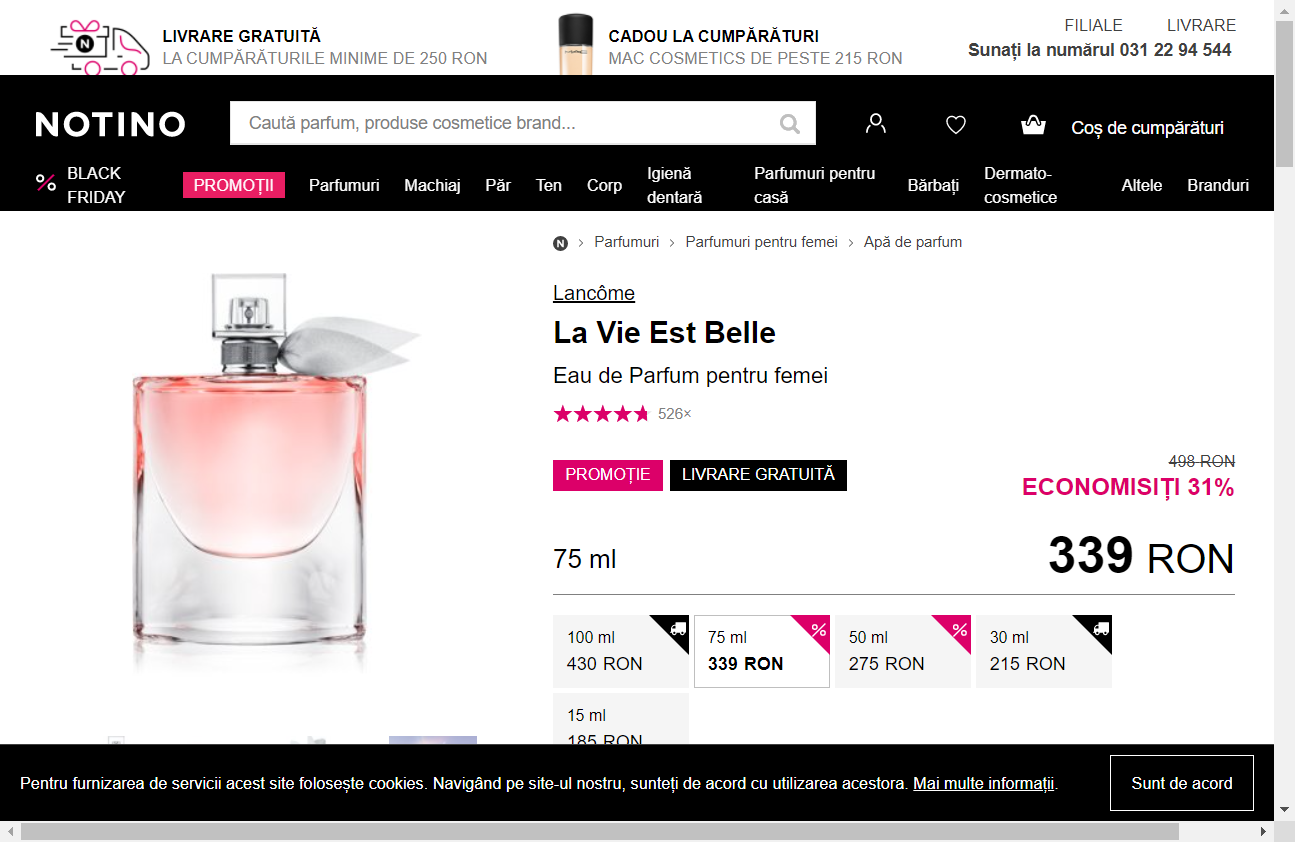 LIVRARE GRATUITĂ
LA CUMPĂRĂTURILE MINIME DE 250 RON
CADOU LA CUMPĂRĂTURI
MAC COSMETICS DE PESTE 215 RON
FILIALE LIVRARE
Sunați la numărul 031 22 94 544
NOTINO
Caută parfum, produse cosmetice brand...
Coș de cumpărături
% BLACK FRIDAY
PROMOȚII
Parfumuri
Machiaj
Păr
Ten
Corp
Igienă dentară
Parfumuri pentru casă
Bărbați
Dermato-cosmetice
Altele
Branduri
N › Parfumuri › Parfumuri pentru femei › Apă de parfum
Lancôme
La Vie Est Belle
Eau de Parfum pentru femei
526×
PROMOȚIE LIVRARE GRATUITĂ
498 RON
ECONOMISIȚI 31%
75 ml
339 RON
100 ml
430 RON
75 ml %
339 RON
50 ml %
275 RON
30 ml
215 RON
15 ml
185 RON
Pentru furnizarea de servicii acest site folosește cookies. Navigând pe site-ul nostru, sunteți de acord cu utilizarea acestora. Mai multe informații.
Sunt de acord